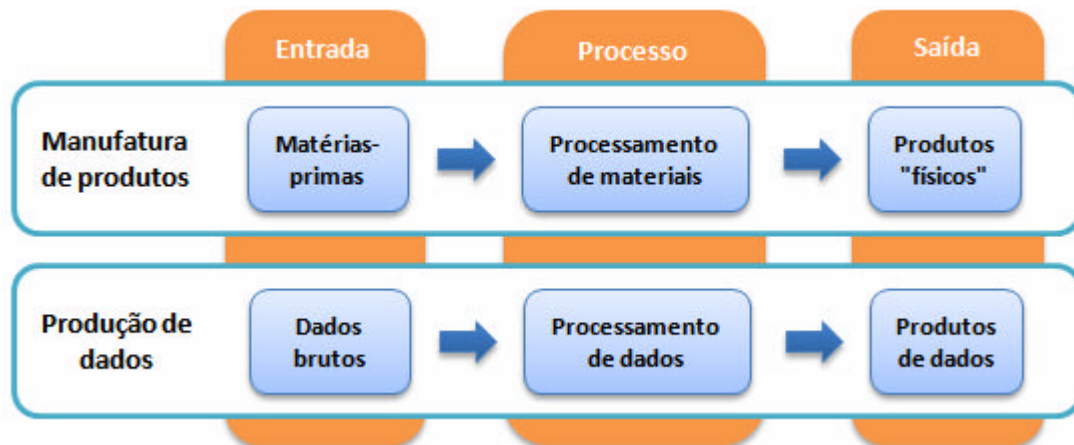 Entrada
Processo
Saída
Manufatura
de produtos
Matérias-
primas
Processamento
de materiais
Produtos
"físicos"
Produção de
dados
Dados
brutos
Processamento
de dados
Produtos
de dados